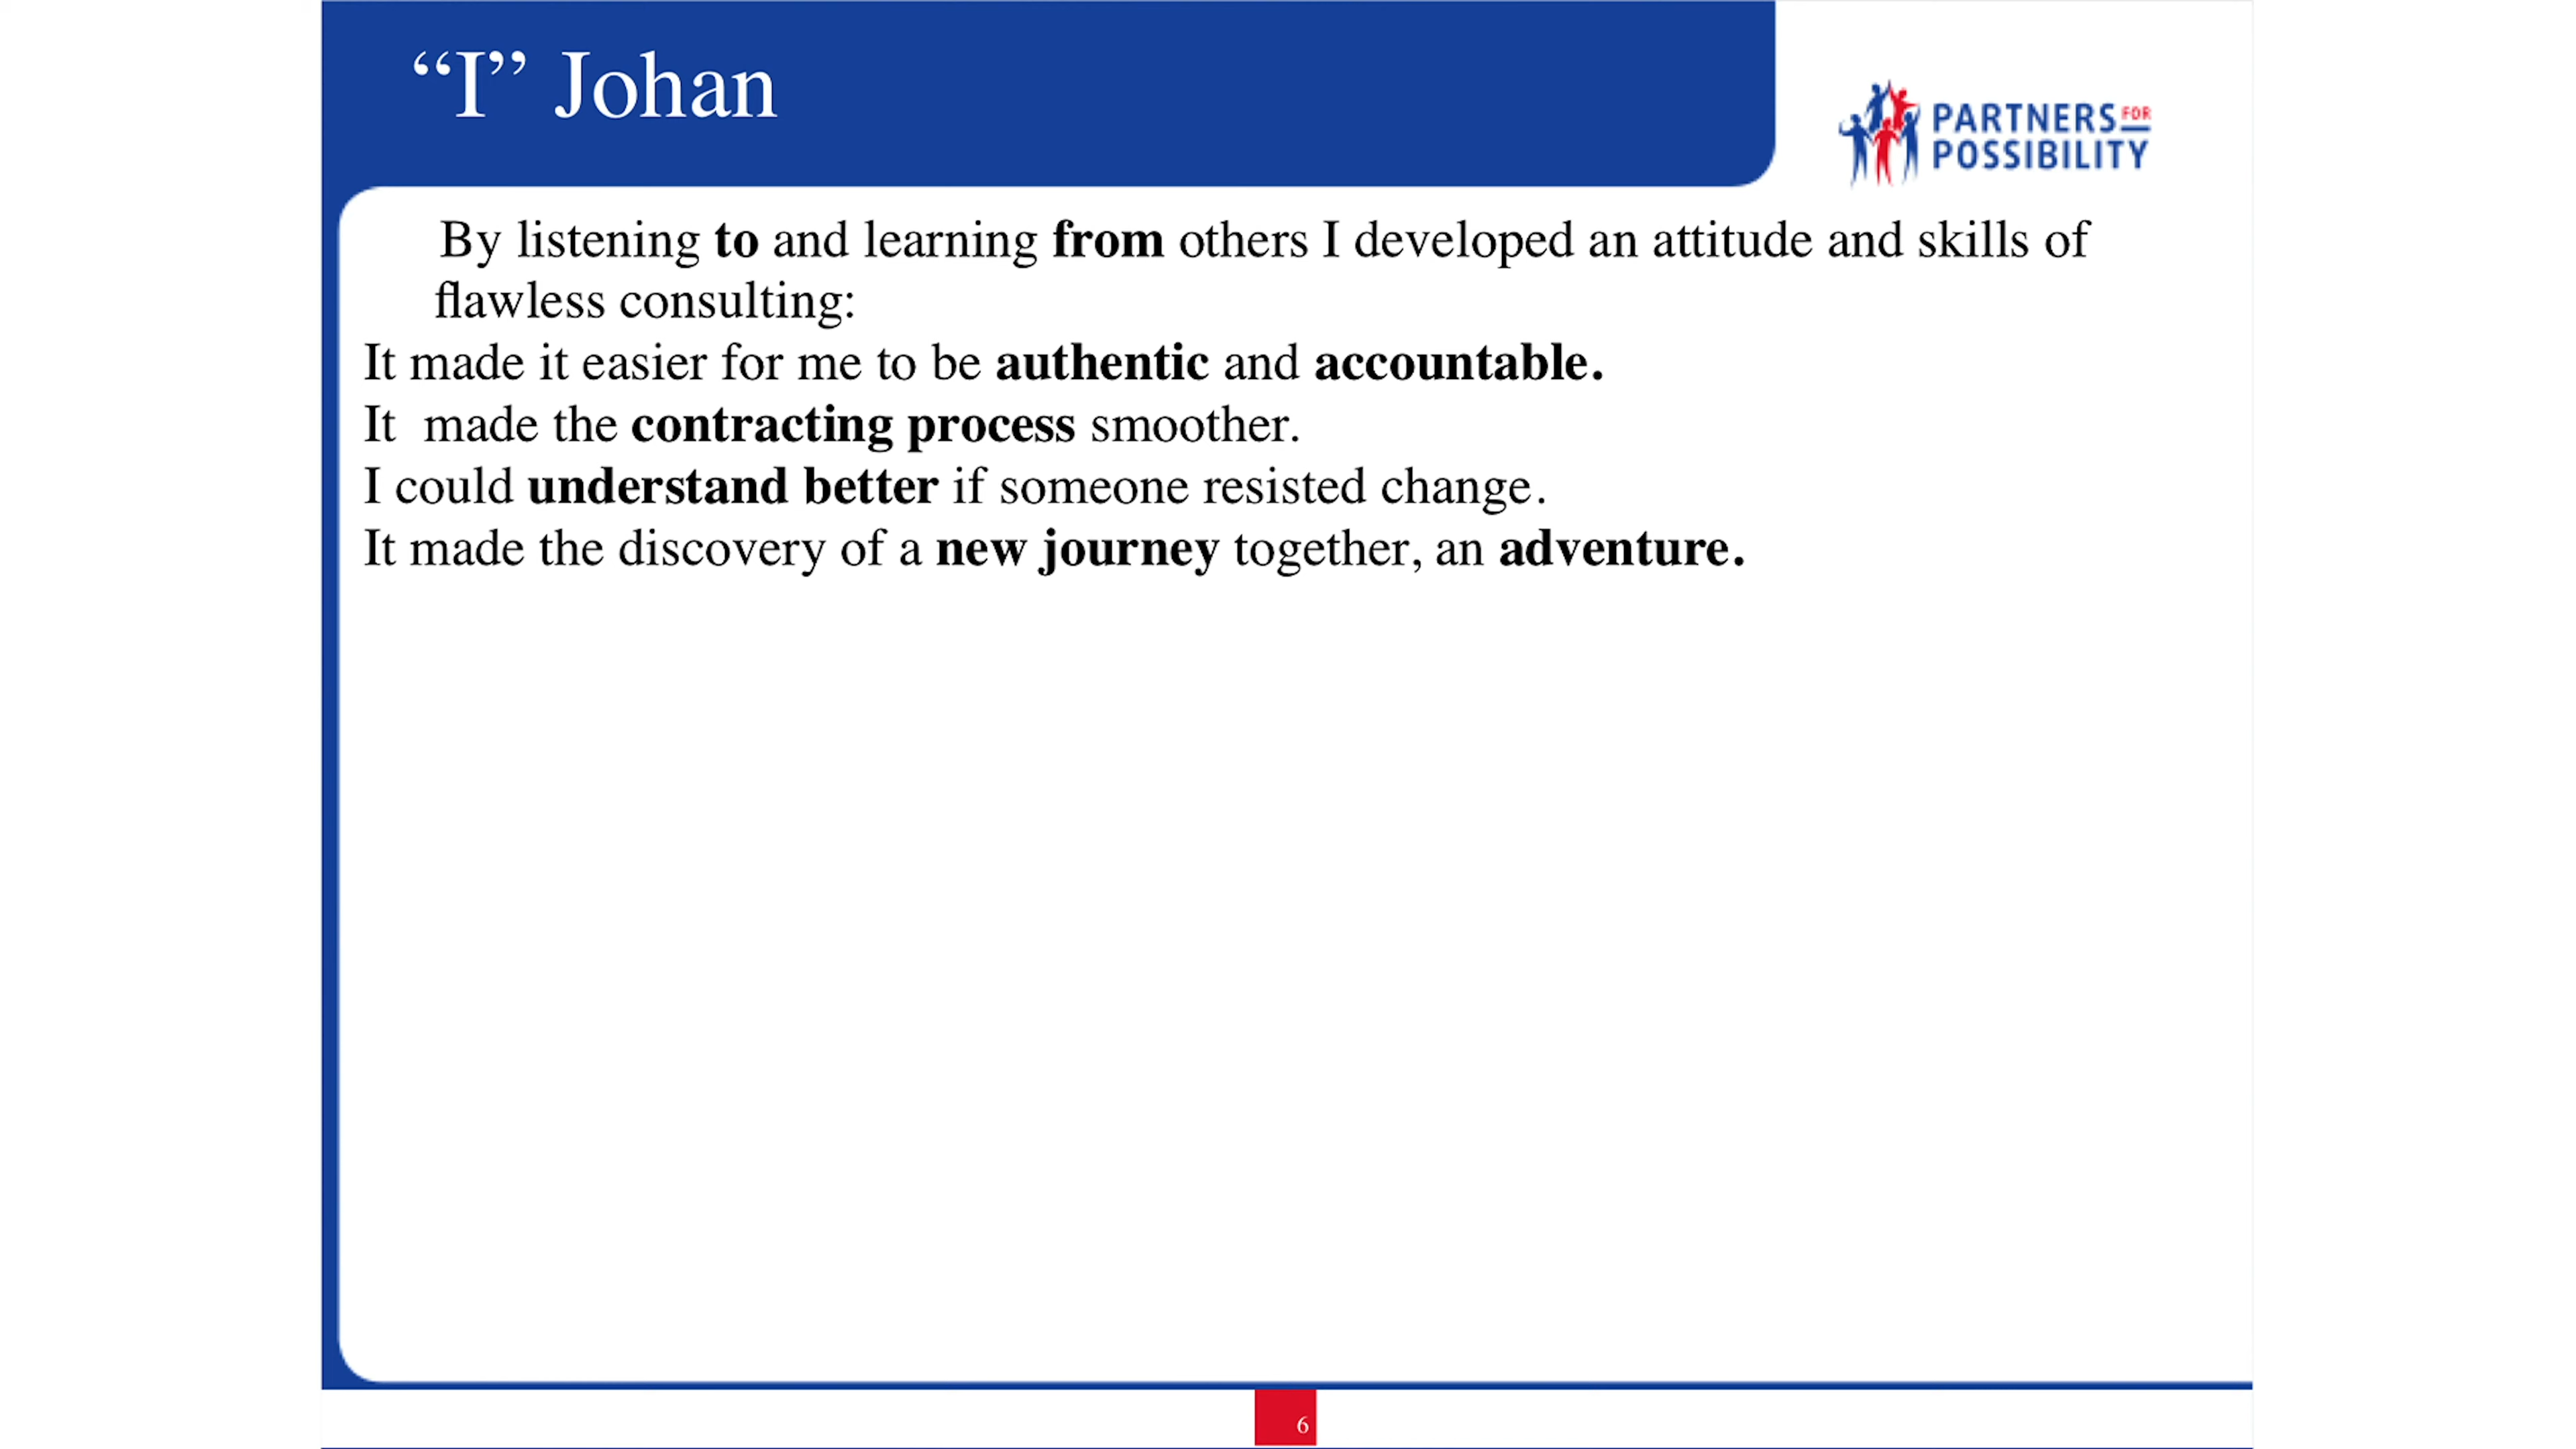 “I” Johan
PARTNERS FOR
POSSIBILITY
By listening to and learning from others I developed an attitude and skills of
flawless consulting:
It made it easier for me to be authentic and accountable.
It  made the contracting process smoother.
I could understand better if someone resisted change.
It made the discovery of a new journey together, an adventure.
6